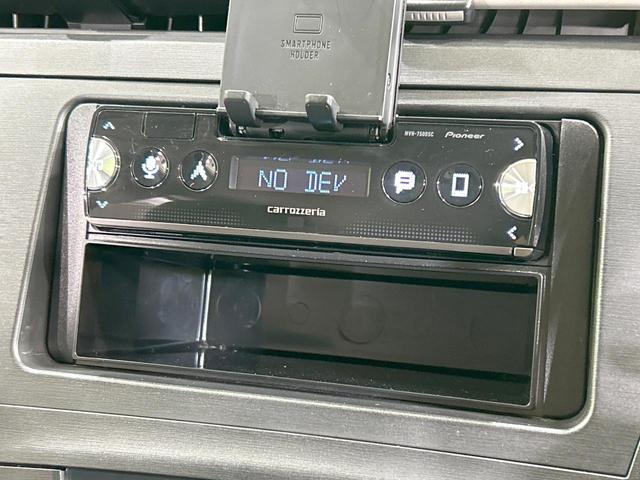 SMARTPHONE
HOLDER
MVH-7500SC Pioneer
NO DEV
carrozzeria